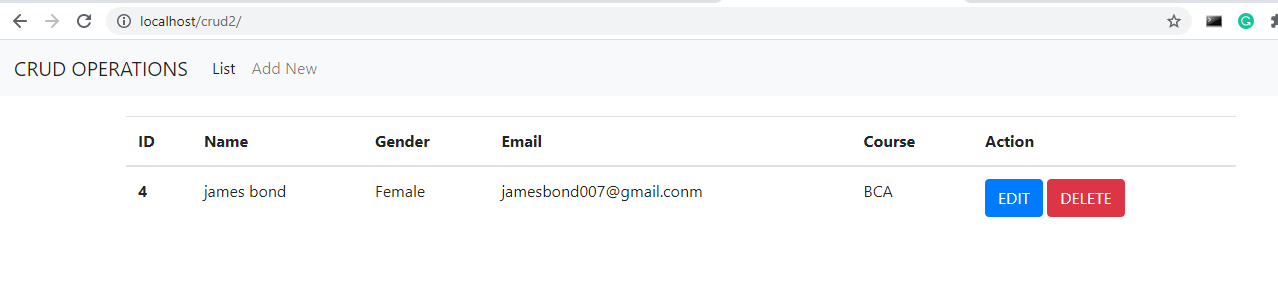 localhost/crud2/
CRUD OPERATIONS List Add New
ID Name Gender Email Course Action
4 james bond Female jamesbond007@gmail.conm BCA EDIT DELETE